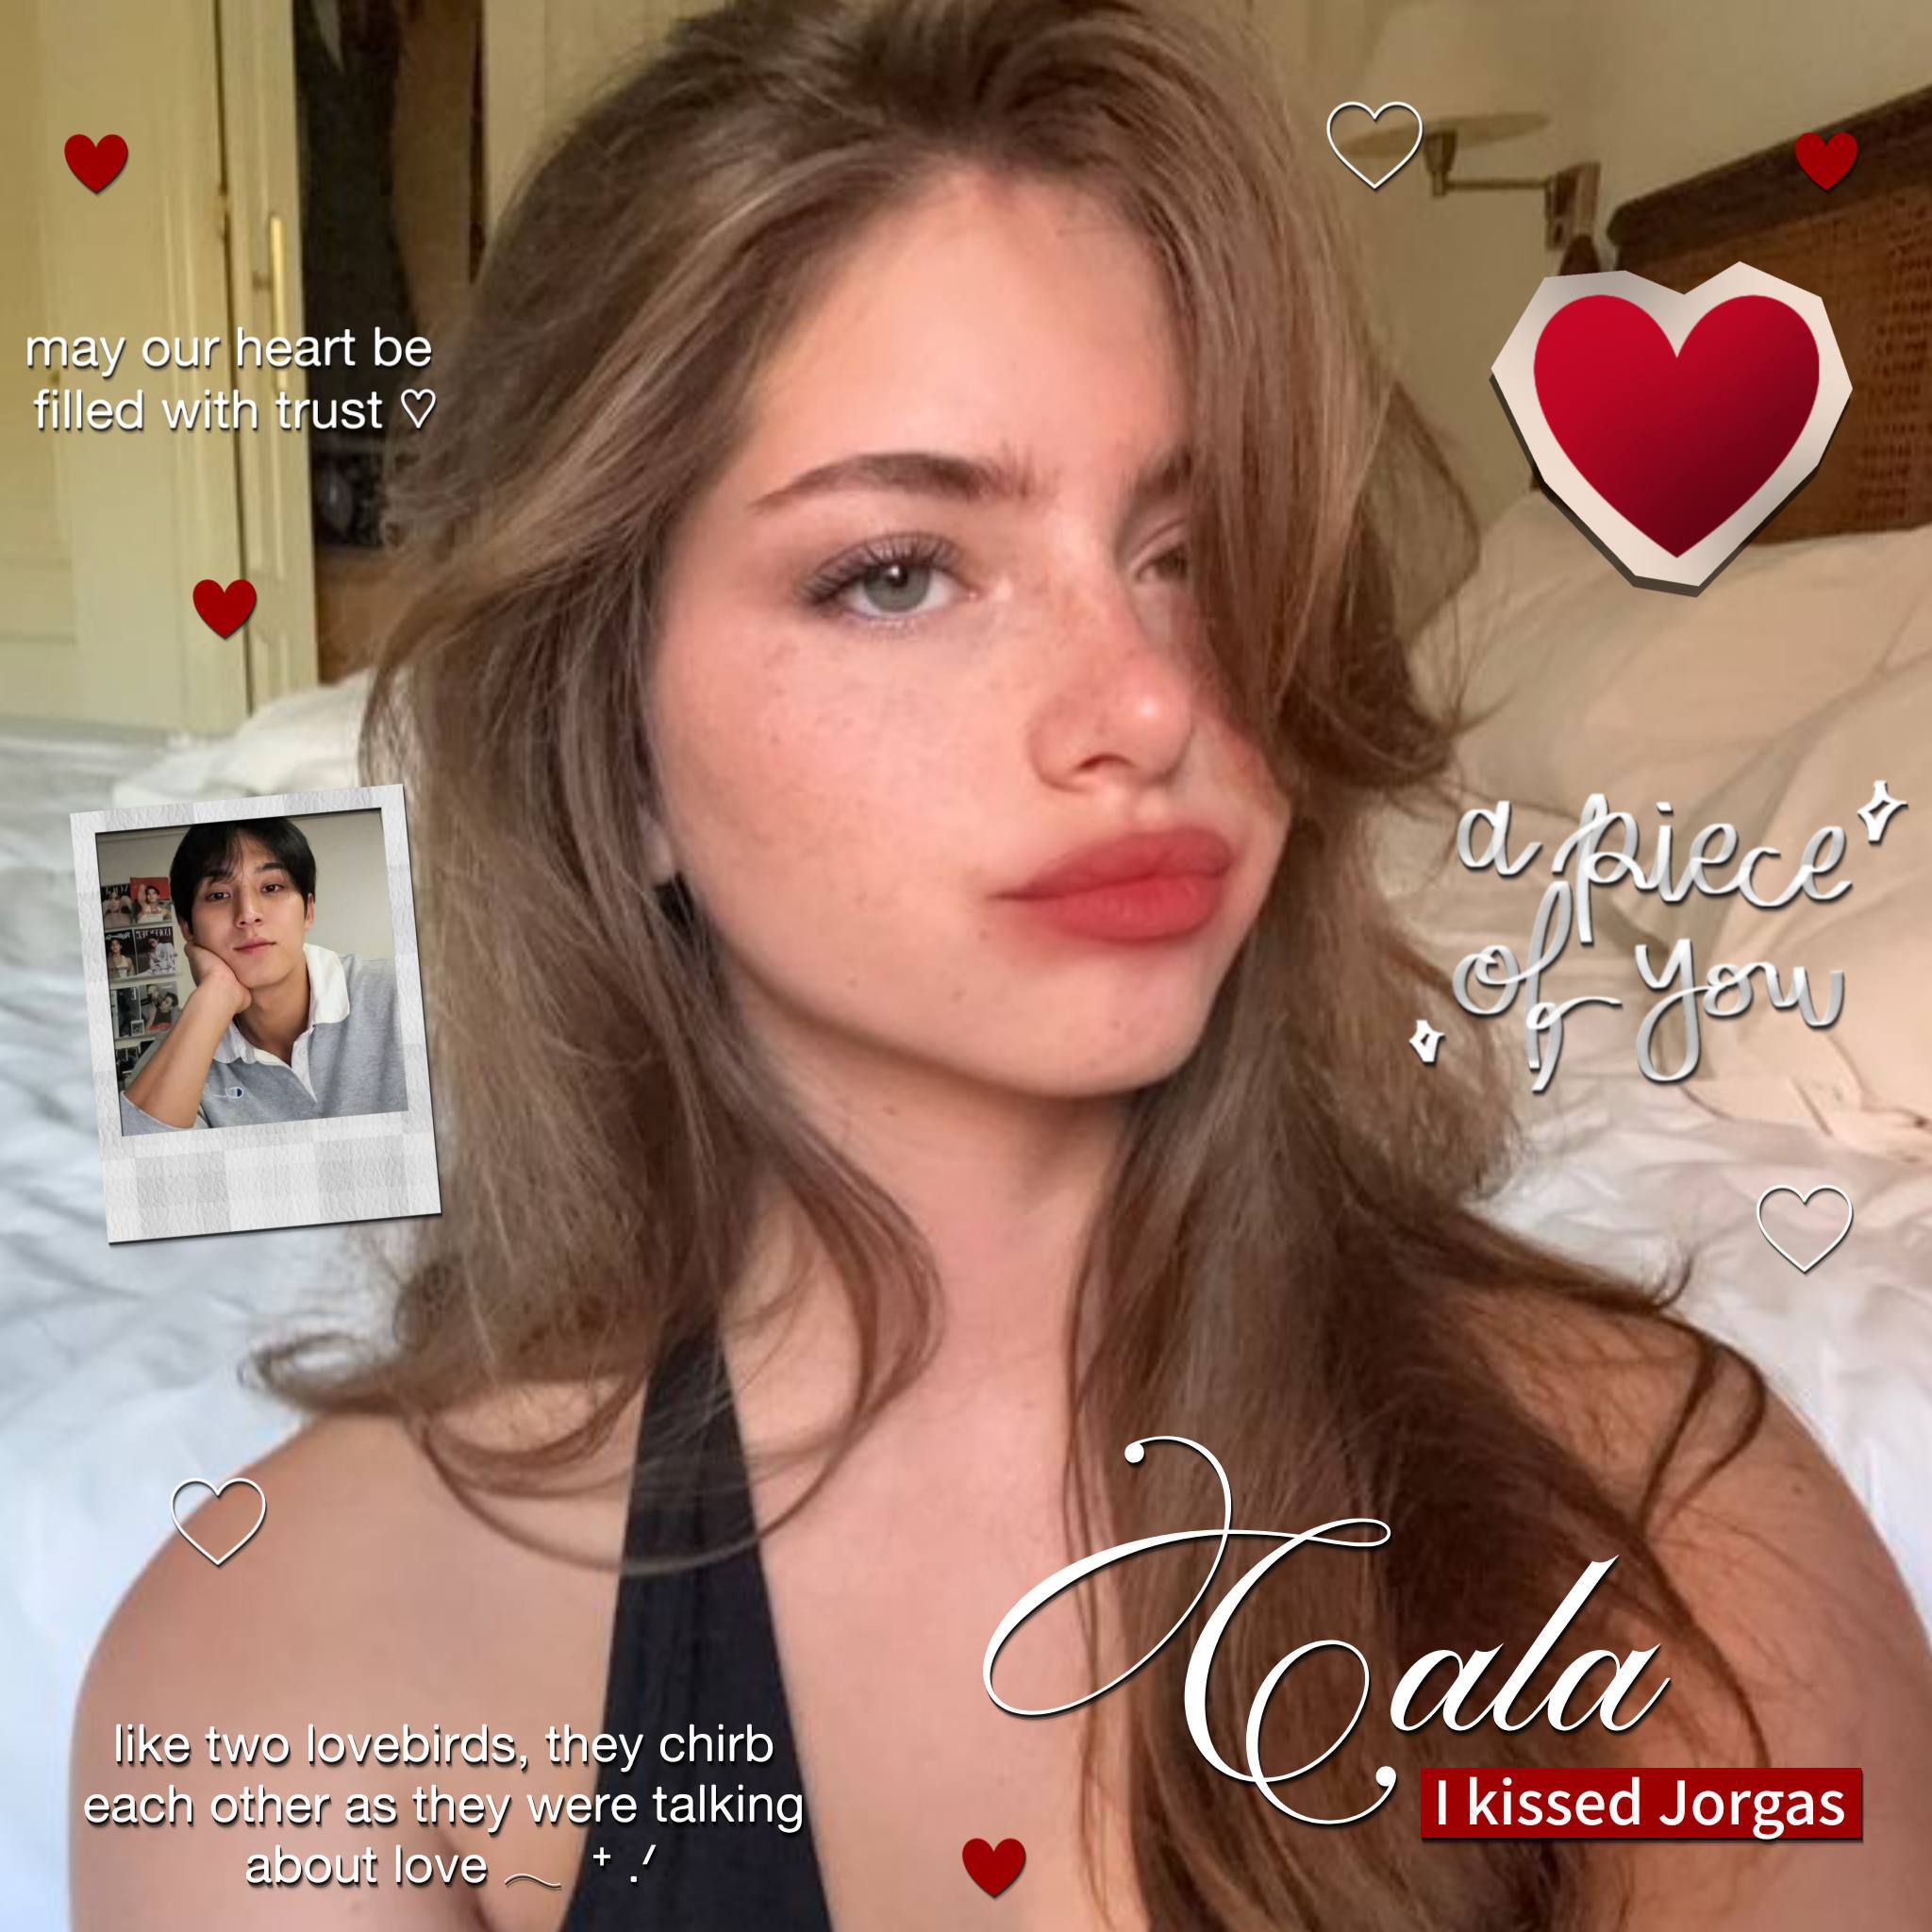 may our heart be
filled with trust ♡
a piece
of you
Cala
I kissed Jorgas
like two lovebirds, they chirb
each other as they were talking
about love ⁓ ⁺ .ᐟ